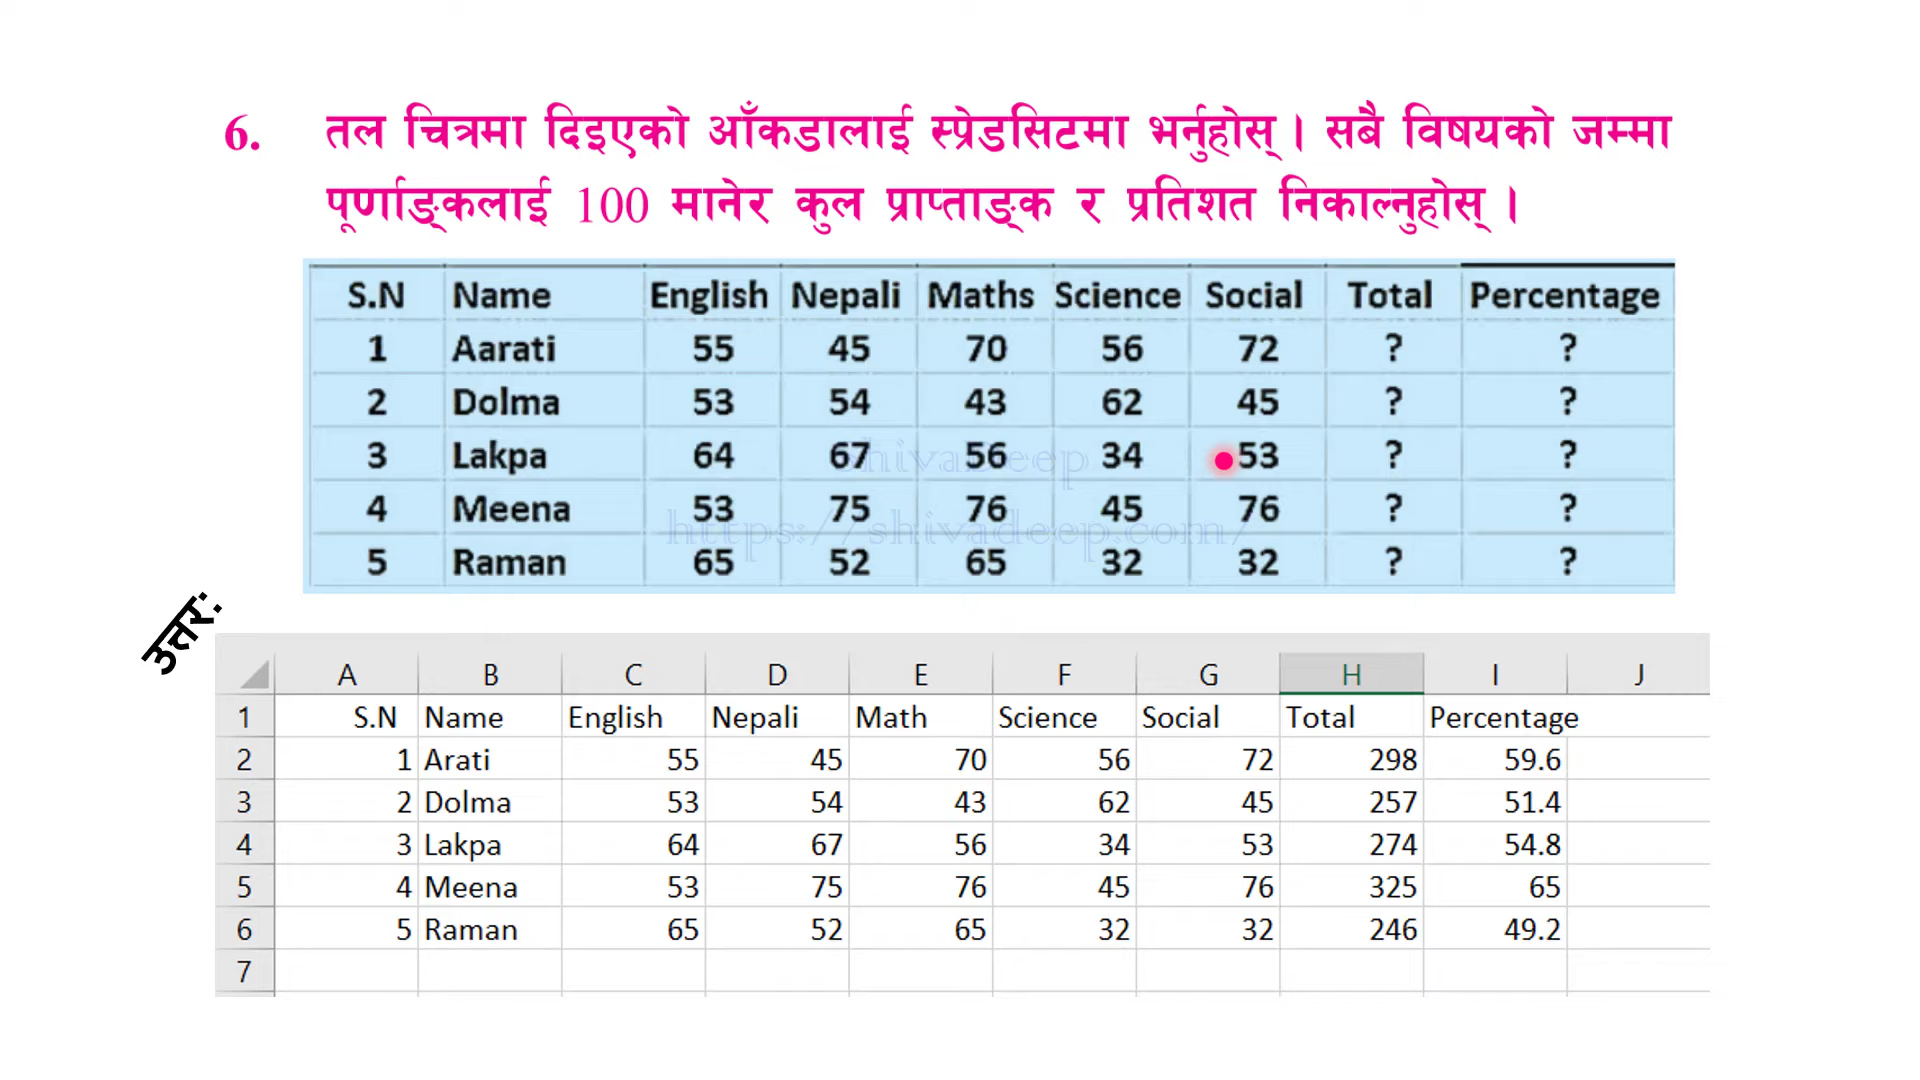 6. तल चित्रमा दिइएको आँकडालाई स्प्रेडसिटमा भर्नुहोस् । सबै विषयको जम्मा
पूर्णाङ्कलाई 100 मानेर कुल प्राप्ताङ्क र प्रतिशत निकाल्नुहोस् ।
S.N Name English Nepali Maths Science Social Total Percentage
1 Aarati 55 45 70 56 72 ? ?
2 Dolma 53 54 43 62 45 ? ?
3 Lakpa 64 67 56 34 53 ? ?
shivadeep
4 Meena 53 75 76 45 76 ? ?
https://shivadeep.com/
5 Raman 65 52 65 32 32 ? ?
उत्तर:
A B C D E F G H I J
1 S.N Name English Nepali Math Science Social Total Percentage
2 1 Arati 55 45 70 56 72 298 59.6
3 2 Dolma 53 54 43 62 45 257 51.4
4 3 Lakpa 64 67 56 34 53 274 54.8
5 4 Meena 53 75 76 45 76 325 65
6 5 Raman 65 52 65 32 32 246 49.2
7